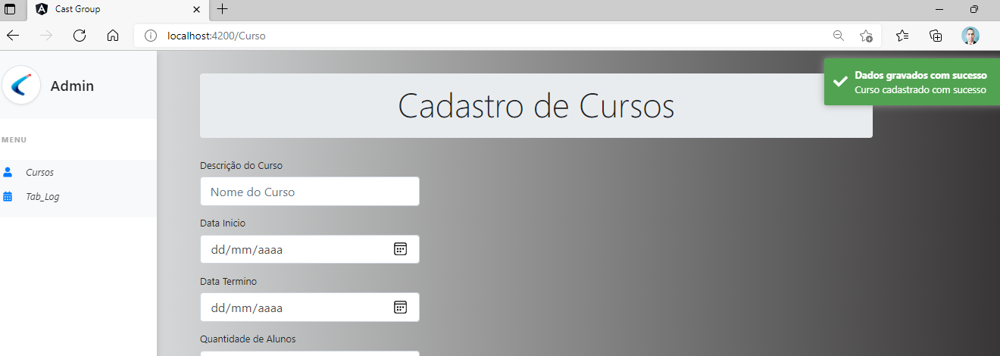 Cast Group
localhost:4200/Curso
Admin
MENU
Cursos
Tab_Log
Dados gravados com sucesso
Curso cadastrado com sucesso
Cadastro de Cursos
Descrição do Curso
Nome do Curso
Data Inicio
dd/mm/aaaa
Data Termino
dd/mm/aaaa
Quantidade de Alunos